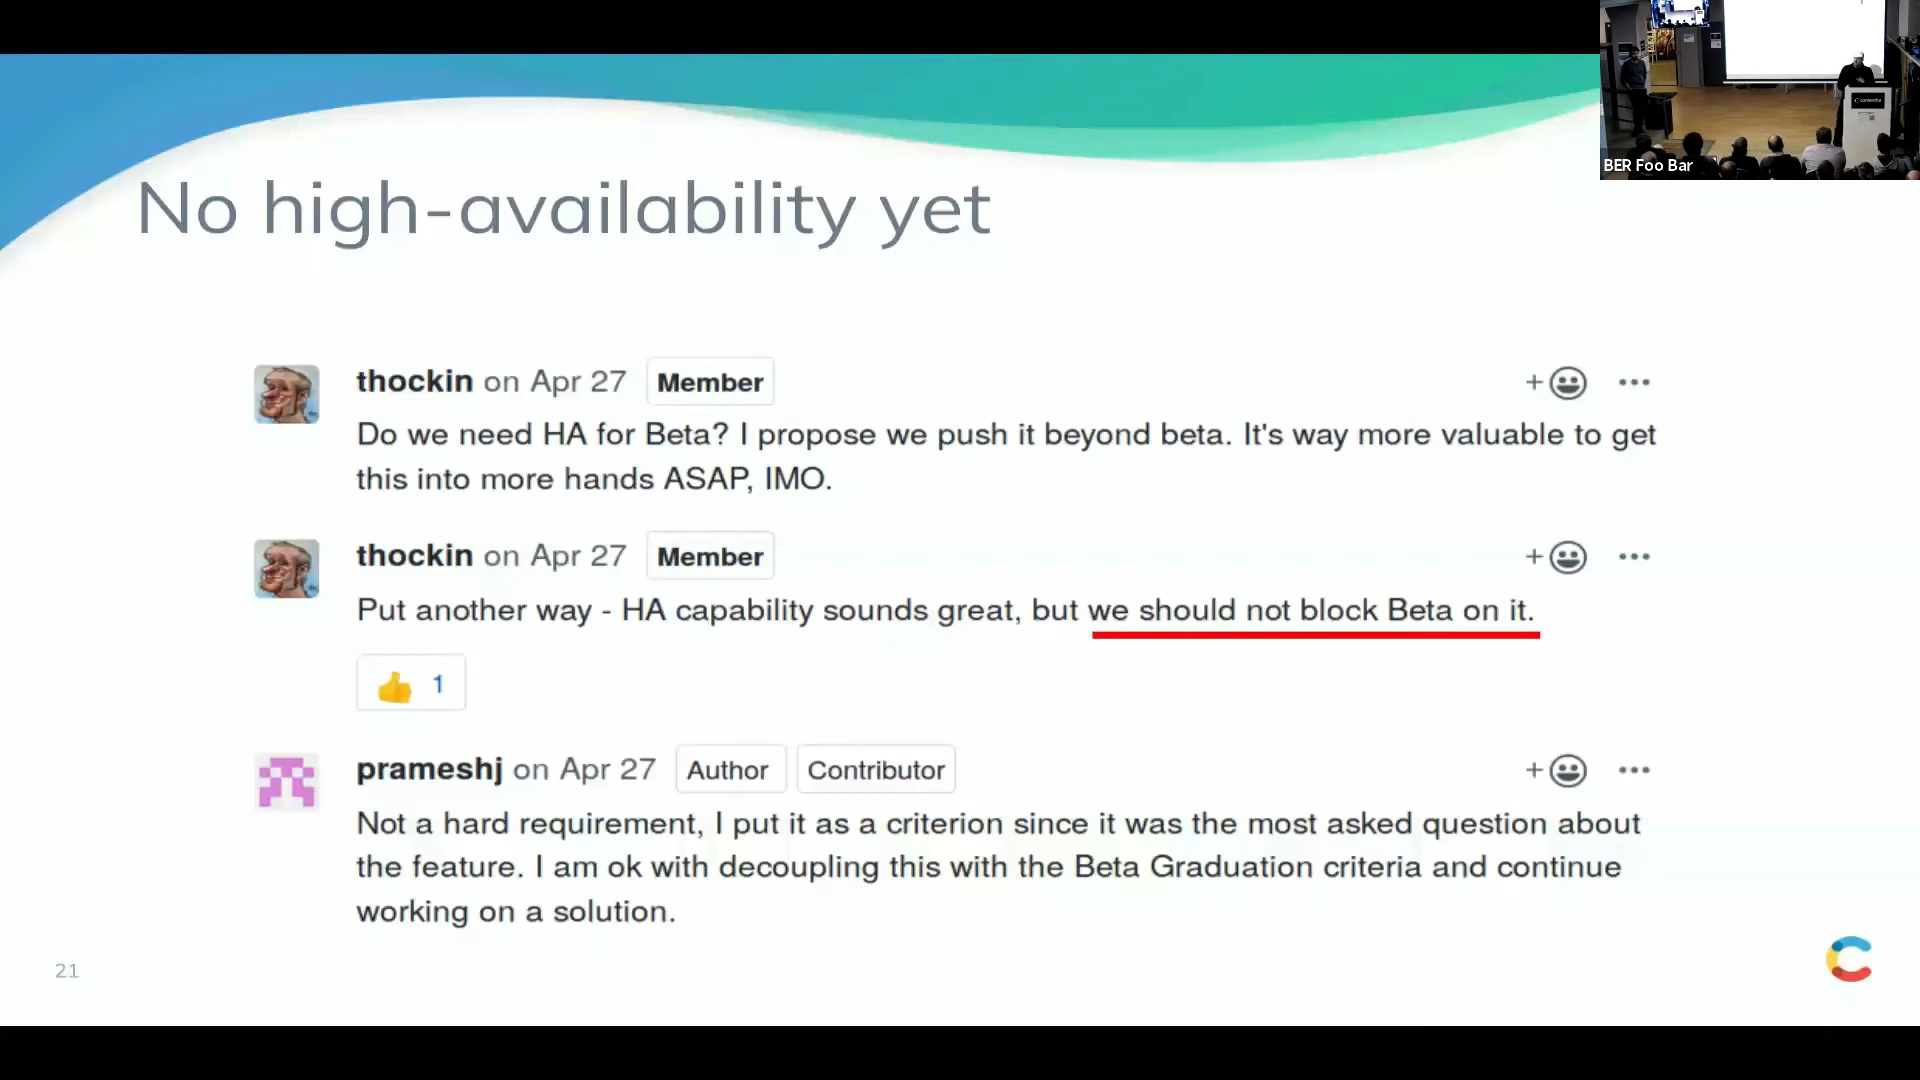 BER Foo Bar
No high-availability yet
thockin on Apr 27 Member
Do we need HA for Beta? I propose we push it beyond beta. It's way more valuable to get
this into more hands ASAP, IMO.
thockin on Apr 27 Member
Put another way - HA capability sounds great, but we should not block Beta on it.
👍 1
prameshj on Apr 27 Author Contributor
Not a hard requirement, I put it as a criterion since it was the most asked question about
the feature. I am ok with decoupling this with the Beta Graduation criteria and continue
working on a solution.
21